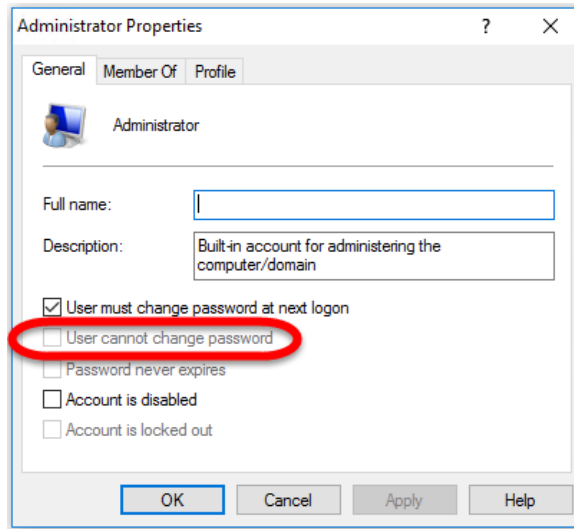 Administrator Properties ?
General Member Of Profile
Administrator
Full name:
Description: Built-in account for administering the
computer/domain
User must change password at next logon
User cannot change password
Password never expires
Account is disabled
Account is locked out
OK Cancel Apply Help